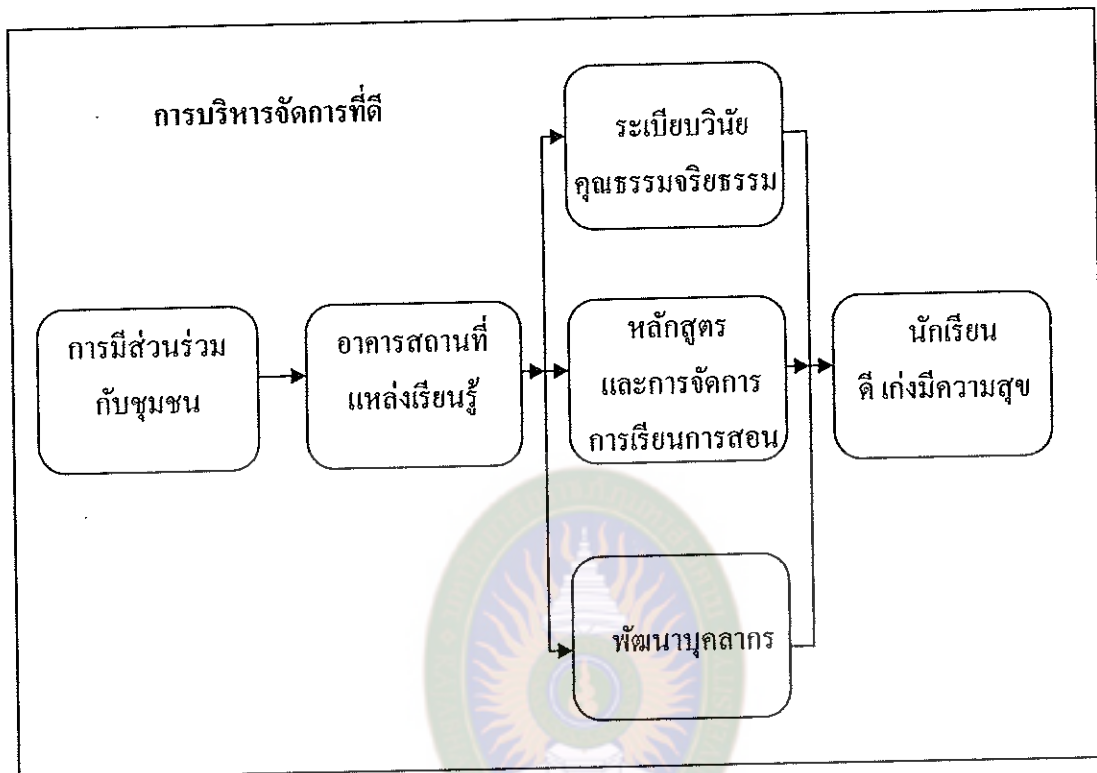 การบริหารจัดการที่ดี
การมีส่วนร่วม
กับชุมชน
อาคารสถานที่
แหล่งเรียนรู้
ระเบียบวินัย
คุณธรรมจริยธรรม
หลักสูตร
และการจัดการ
การเรียนการสอน
พัฒนาบุคลากร
นักเรียน
ดี เก่งมีความสุข